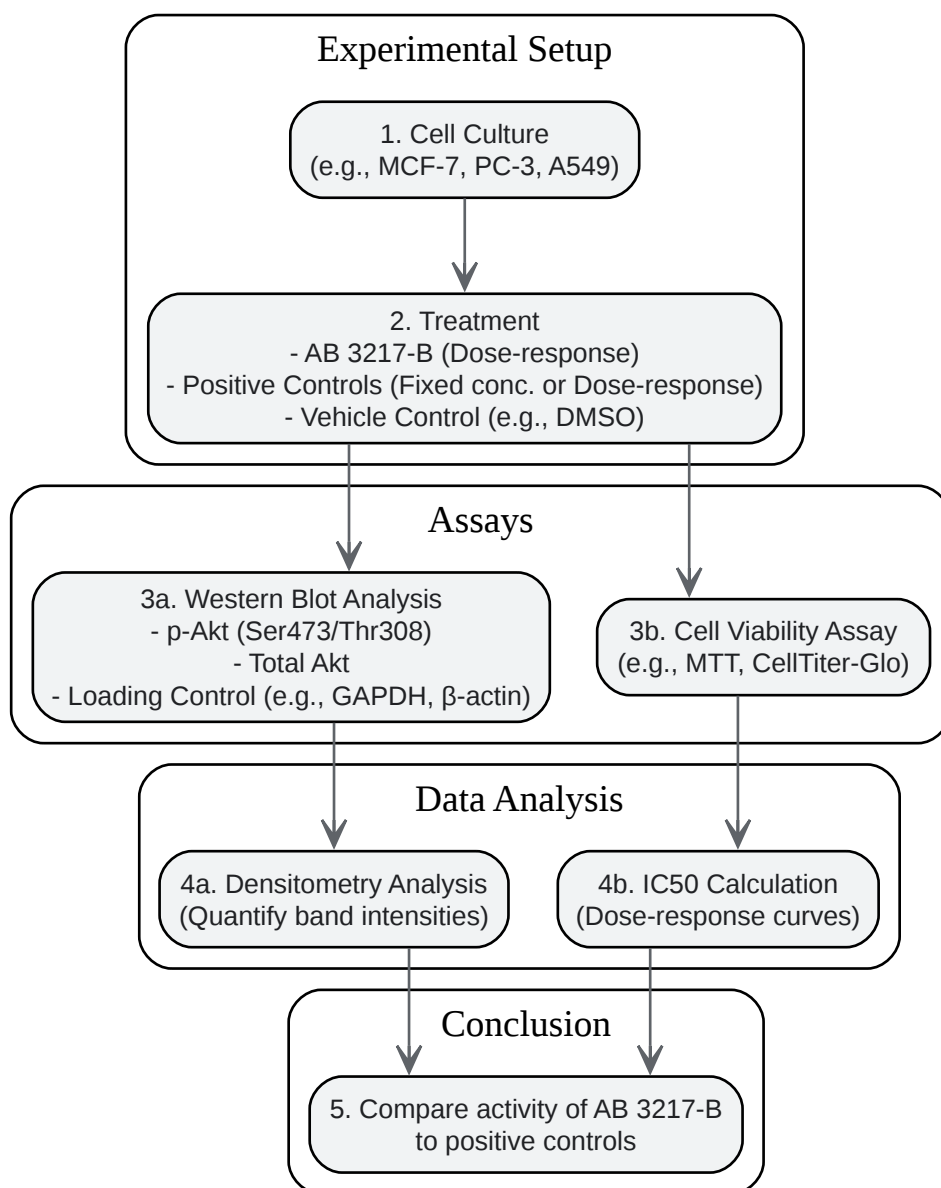 Experimental Setup
1. Cell Culture
(e.g., MCF-7, PC-3, A549)
2. Treatment
- AB 3217-B (Dose-response)
- Positive Controls (Fixed conc. or Dose-response)
- Vehicle Control (e.g., DMSO)
Assays
3a. Western Blot Analysis
- p-Akt (Ser473/Thr308)
- Total Akt
- Loading Control (e.g., GAPDH, β-actin)
3b. Cell Viability Assay
(e.g., MTT, CellTiter-Glo)
Data Analysis
4a. Densitometry Analysis
(Quantify band intensities)
4b. IC50 Calculation
(Dose-response curves)
Conclusion
5. Compare activity of AB 3217-B
to positive controls